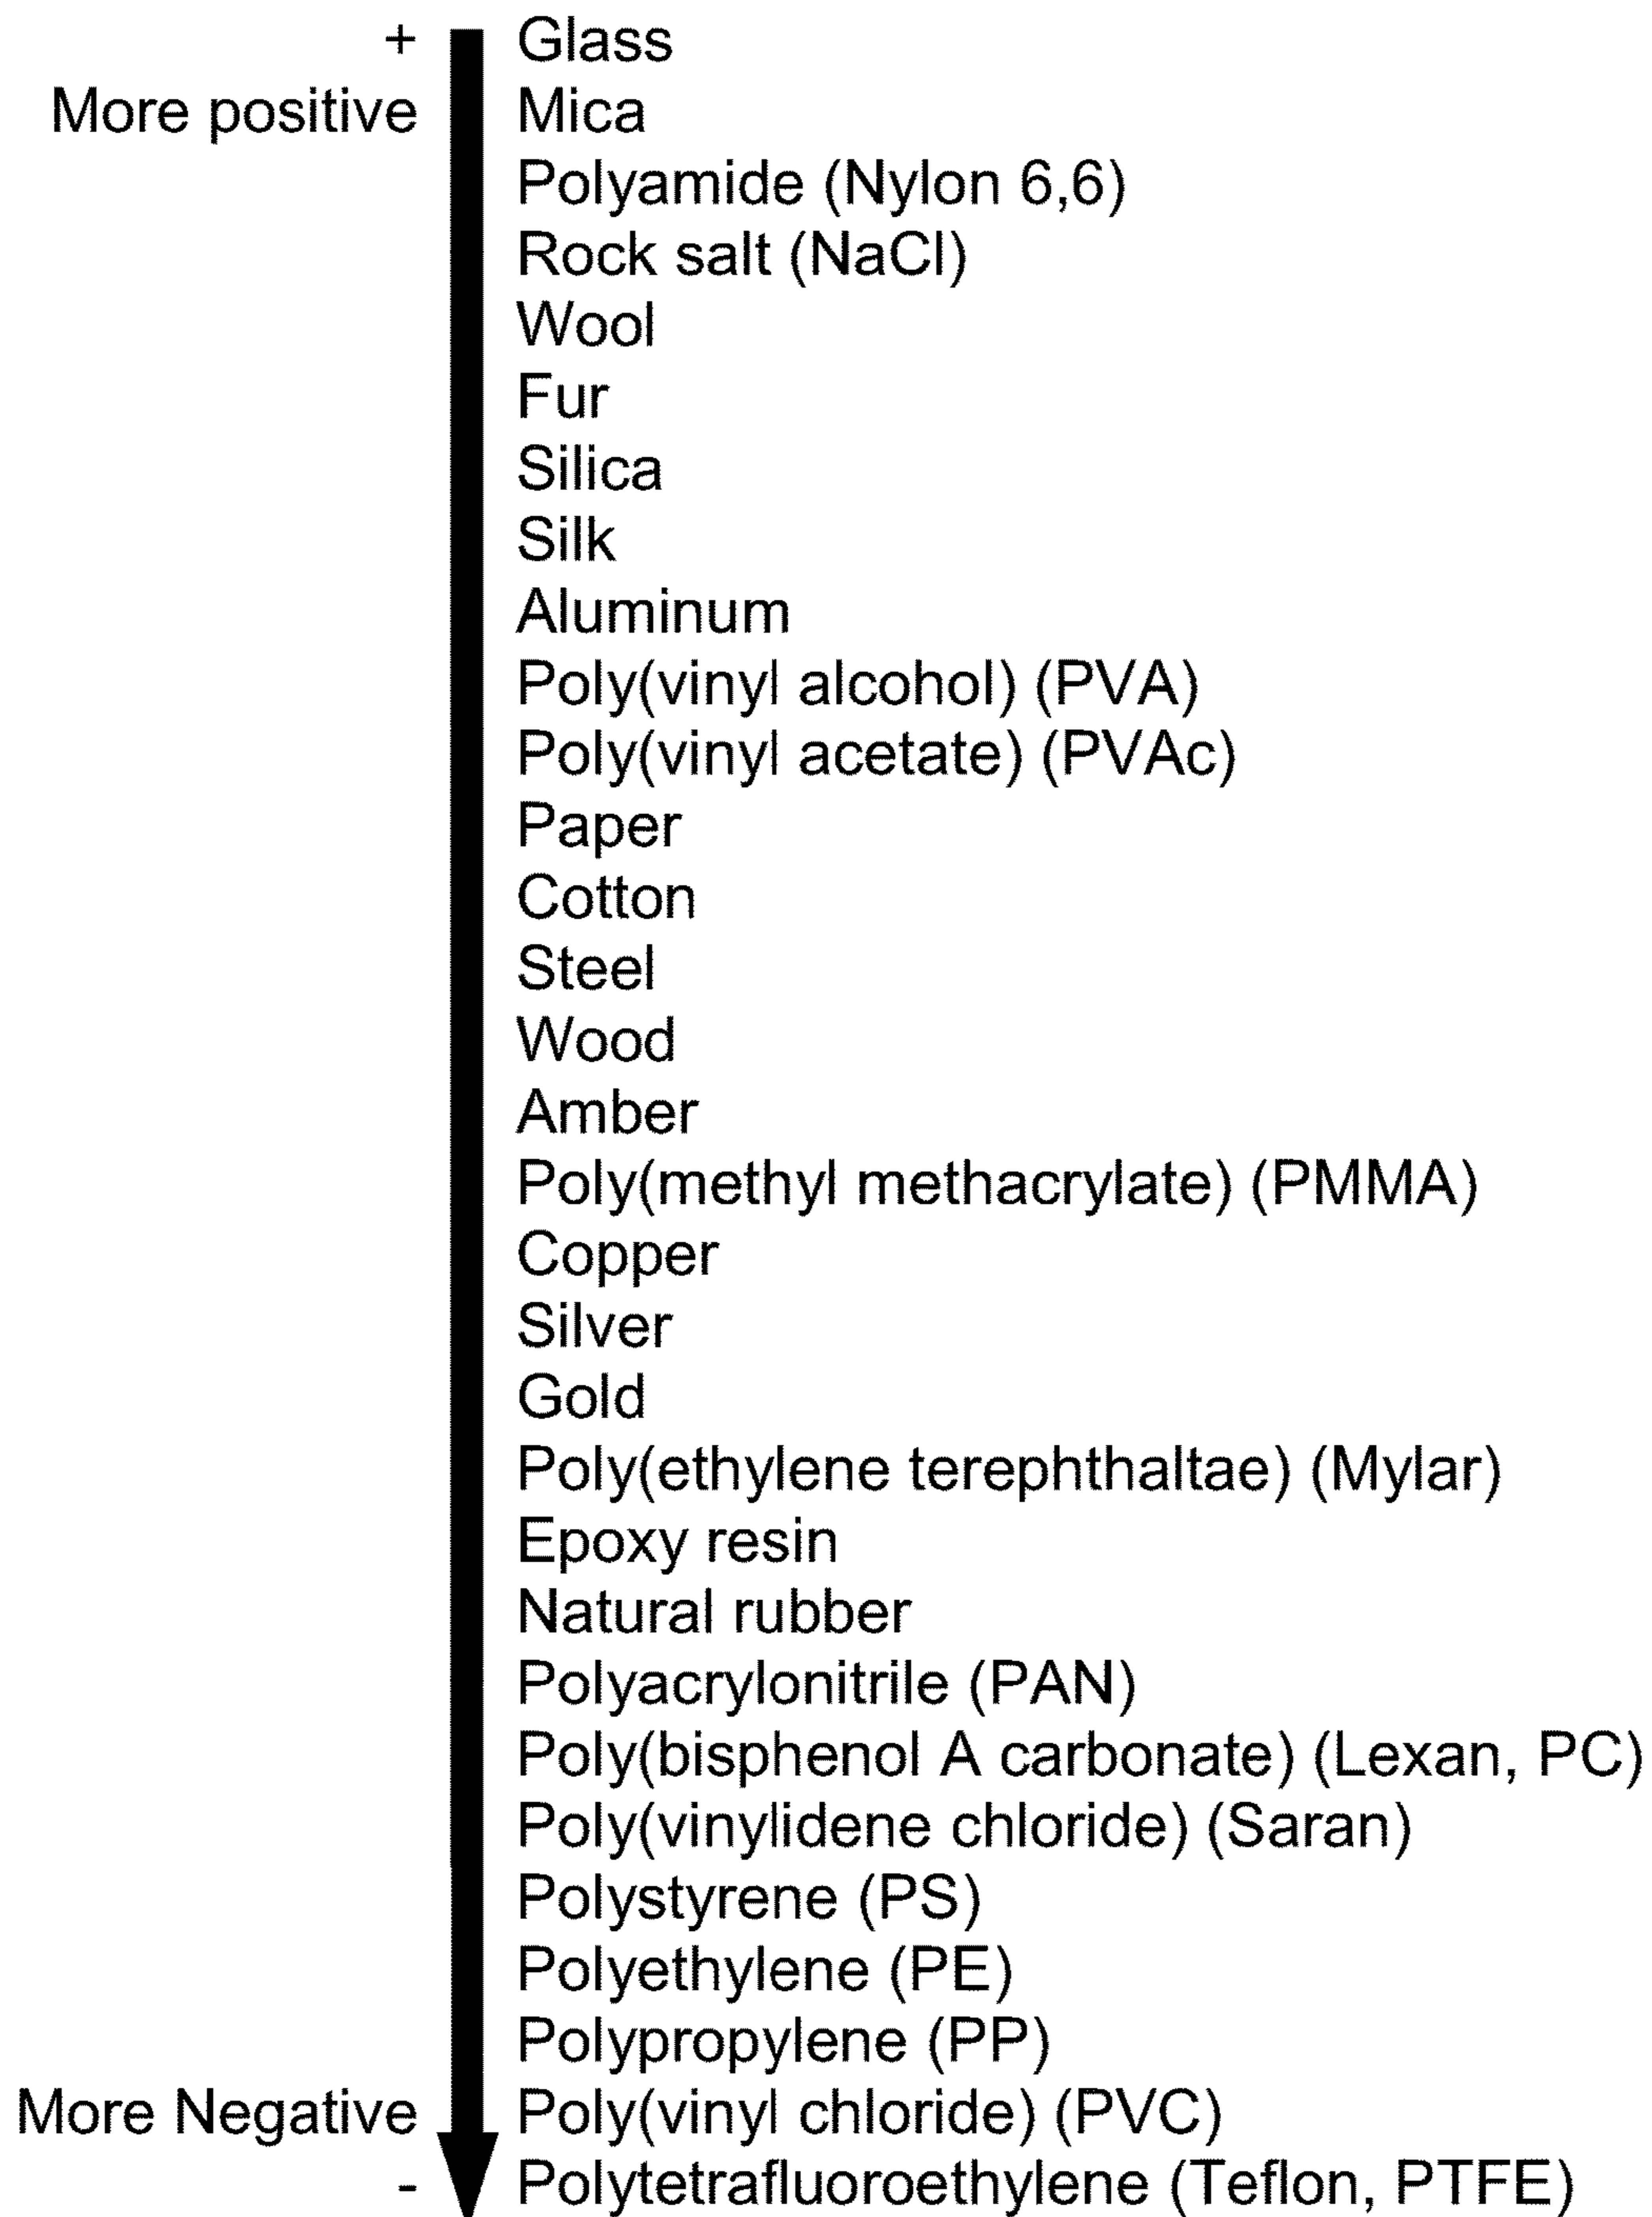 + Glass
More positive Mica
Polyamide (Nylon 6,6)
Rock salt (NaCl)
Wool
Fur
Silica
Silk
Aluminum
Poly(vinyl alcohol) (PVA)
Poly(vinyl acetate) (PVAc)
Paper
Cotton
Steel
Wood
Amber
Poly(methyl methacrylate) (PMMA)
Copper
Silver
Gold
Poly(ethylene terephthaltae) (Mylar)
Epoxy resin
Natural rubber
Polyacrylonitrile (PAN)
Poly(bisphenol A carbonate) (Lexan, PC)
Poly(vinylidene chloride) (Saran)
Polystyrene (PS)
Polyethylene (PE)
Polypropylene (PP)
More Negative Poly(vinyl chloride) (PVC)
- Polytetrafluoroethylene (Teflon, PTFE)